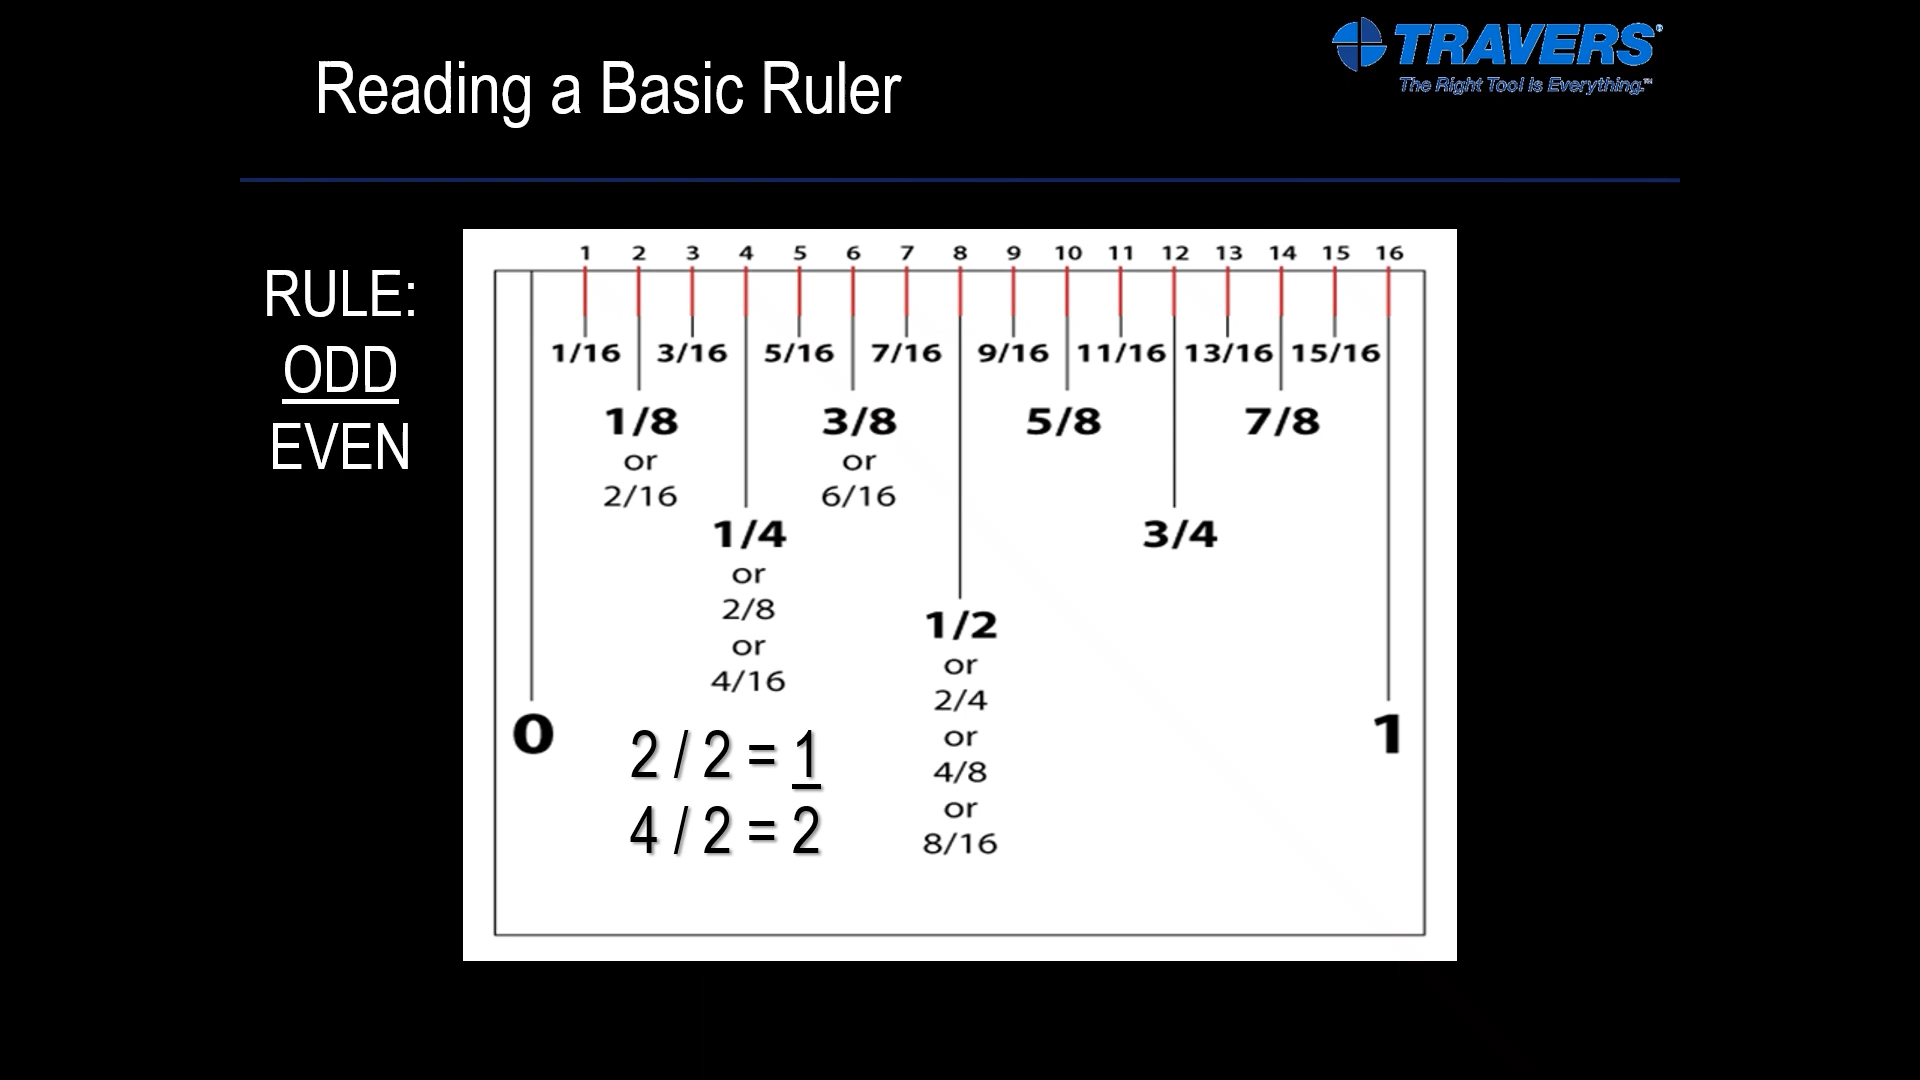 TRAVERS®
The Right Tool is Everything.™
Reading a Basic Ruler
RULE:
ODD
EVEN
1 2 3 4 5 6 7 8 9 10 11 12 13 14 15 16
1/16 3/16 5/16 7/16 9/16 11/16 13/16 15/16
1/8 3/8 5/8 7/8
or or
2/16 6/16
1/4 3/4
or
2/8
or
4/16
1/2
or
2/4
or
4/8
or
8/16
0 1
2 / 2 = 1
4 / 2 = 2